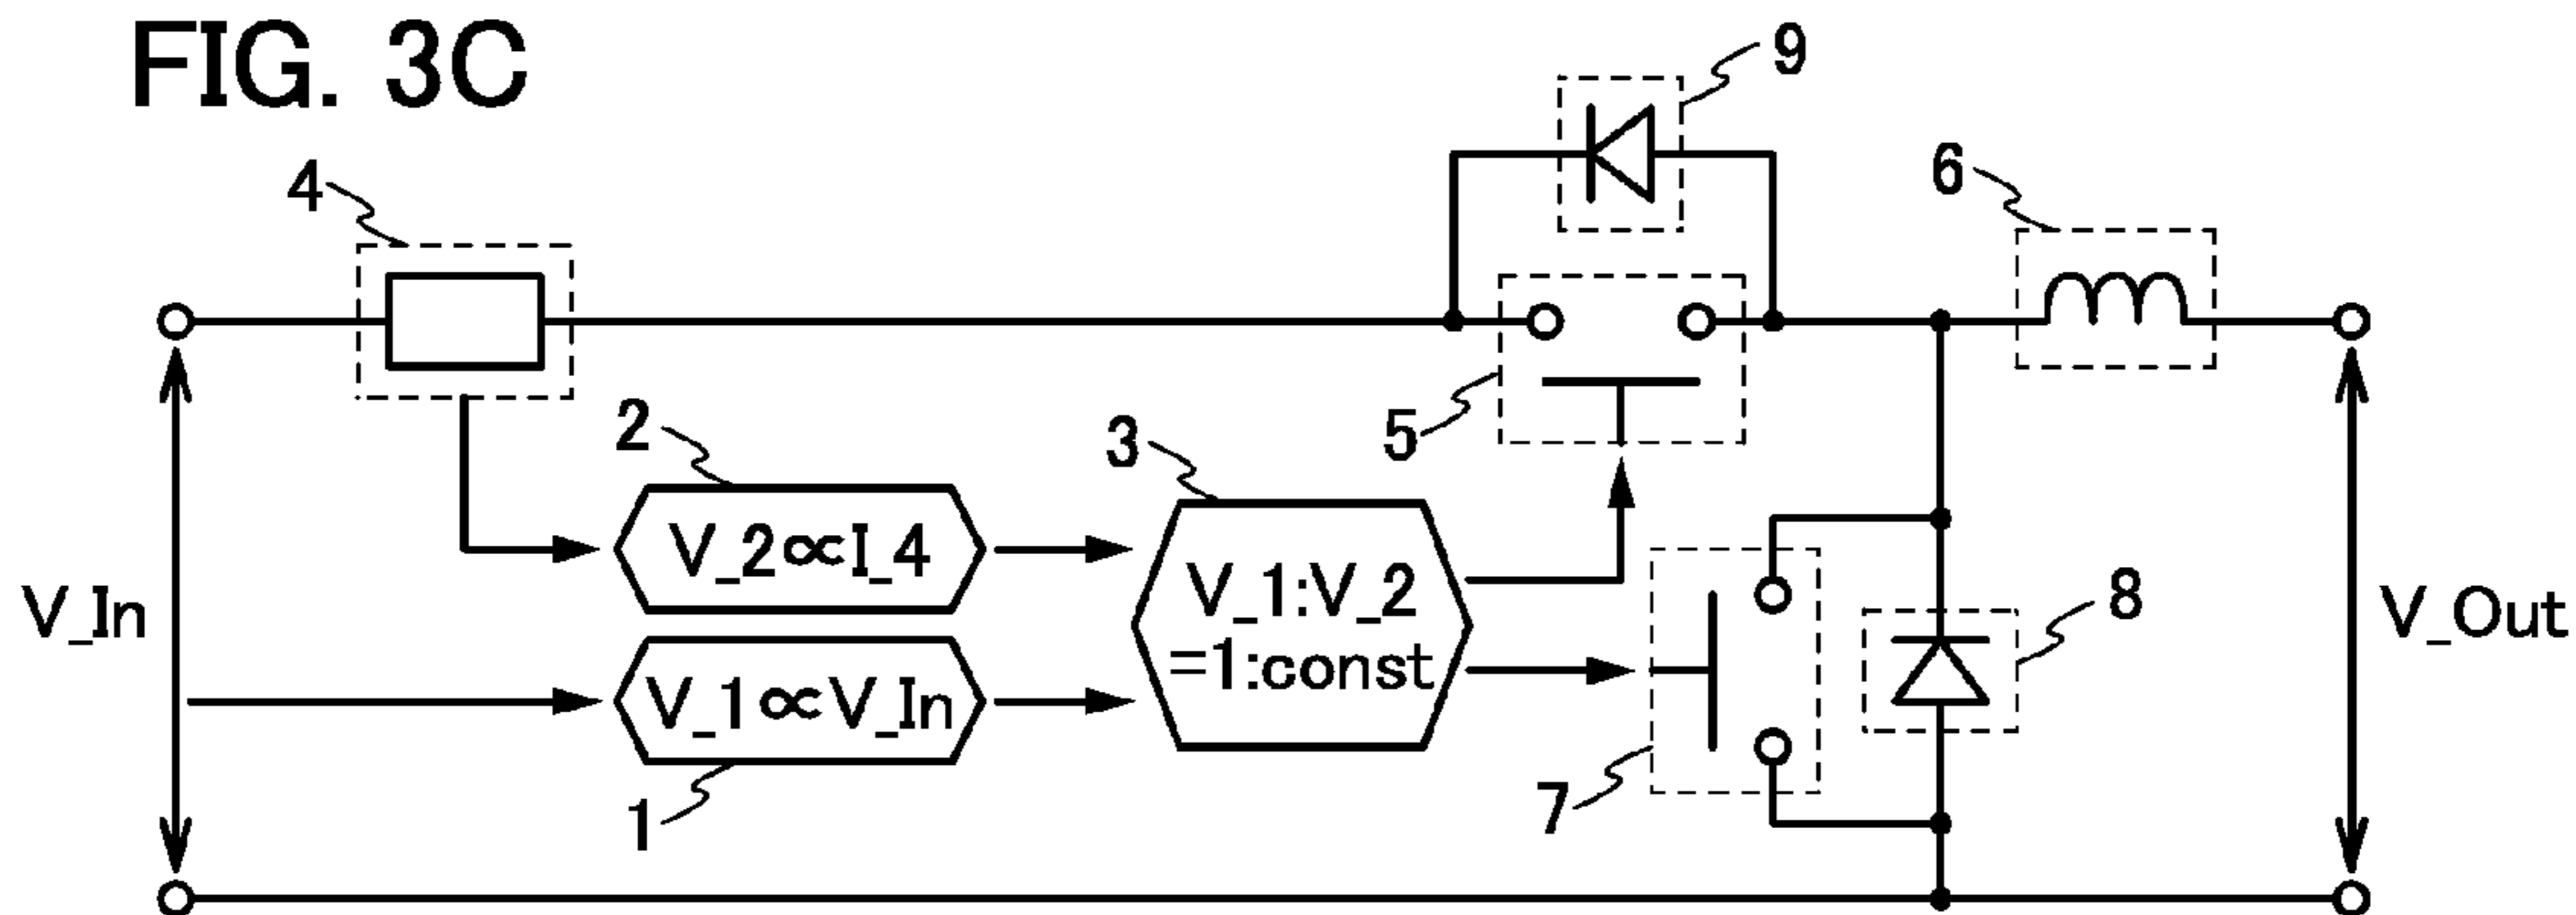 FIG. 3C
9
4
6
2
3
5
V_2∝I_4
V_1:V_2
=1:const
V_In
8
V_Out
V_1∝V_In
1
7